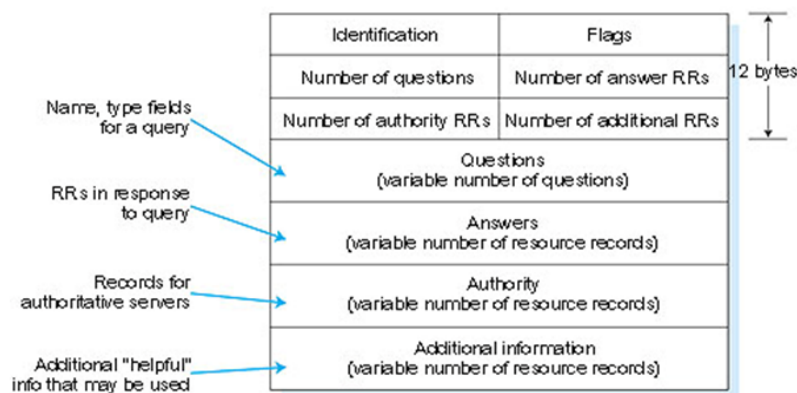 Identification
Flags
Number of questions
Number of answer RRs
12 bytes
Number of authority RRs
Number of additional RRs
Name, type fields
for a query
Questions
(variable number of questions)
RRs in response
to query
Answers
(variable number of resource records)
Records for
authoritative servers
Authority
(variable number of resource records)
Additional "helpful"
info that may be used
Additional information
(variable number of resource records)